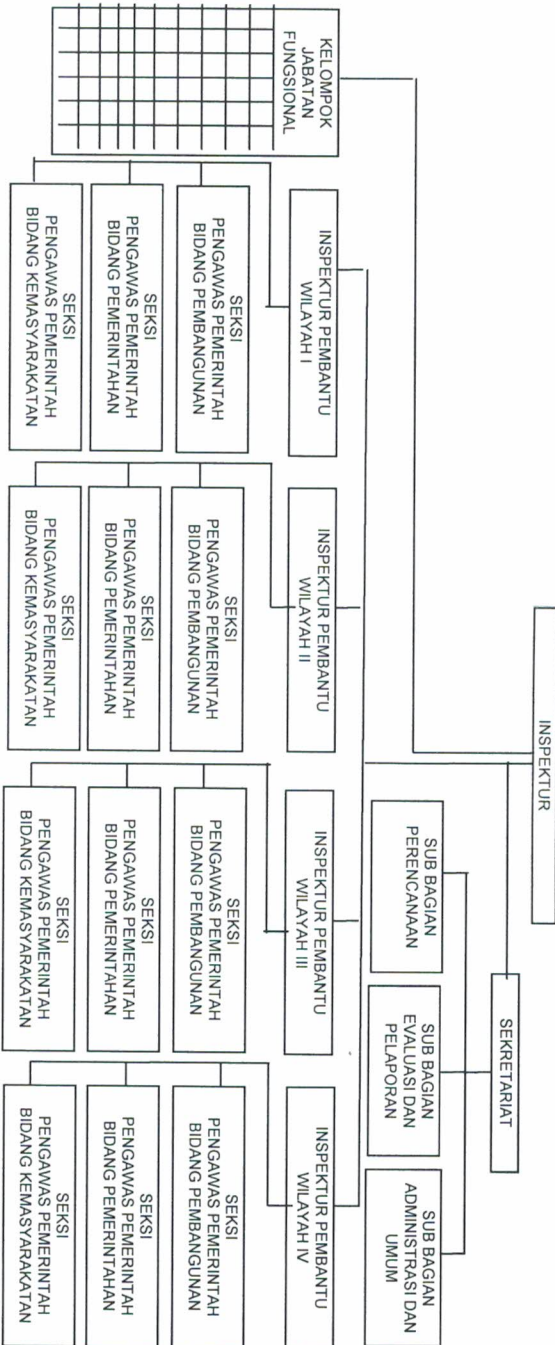 INSPEKTUR
SEKRETARIAT
SUB BAGIAN
PERENCANAAN
SUB BAGIAN
EVALUASI DAN
PELAPORAN
SUB BAGIAN
ADMINISTRASI DAN
UMUM
KELOMPOK
JABATAN
FUNGSIONAL
INSPEKTUR PEMBANTU
WILAYAH I
SEKSI
PENGAWAS PEMERINTAH
BIDANG PEMBANGUNAN
SEKSI
PENGAWAS PEMERINTAH
BIDANG PEMERINTAHAN
SEKSI
PENGAWAS PEMERINTAH
BIDANG KEMASYARAKATAN
INSPEKTUR PEMBANTU
WILAYAH II
SEKSI
PENGAWAS PEMERINTAH
BIDANG PEMBANGUNAN
SEKSI
PENGAWAS PEMERINTAH
BIDANG PEMERINTAHAN
SEKSI
PENGAWAS PEMERINTAH
BIDANG KEMASYARAKATAN
INSPEKTUR PEMBANTU
WILAYAH III
SEKSI
PENGAWAS PEMERINTAH
BIDANG PEMBANGUNAN
SEKSI
PENGAWAS PEMERINTAH
BIDANG PEMERINTAHAN
SEKSI
PENGAWAS PEMERINTAH
BIDANG KEMASYARAKATAN
INSPEKTUR PEMBANTU
WILAYAH IV
SEKSI
PENGAWAS PEMERINTAH
BIDANG PEMBANGUNAN
SEKSI
PENGAWAS PEMERINTAH
BIDANG PEMERINTAHAN
SEKSI
PENGAWAS PEMERINTAH
BIDANG KEMASYARAKATAN